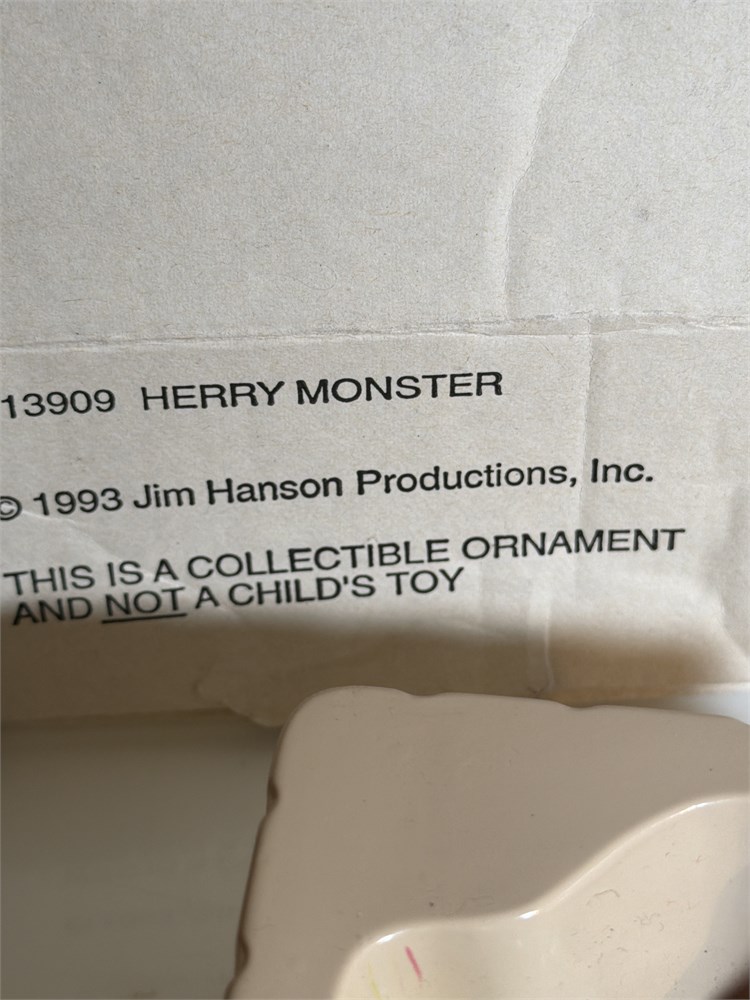 13909 HERRY MONSTER
© 1993 Jim Hanson Productions, Inc.
THIS IS A COLLECTIBLE ORNAMENT
AND NOT A CHILD'S TOY